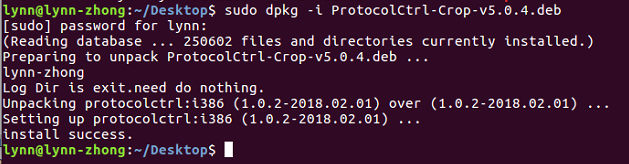 lynn@lynn-zhong:~/Desktop$ sudo dpkg -i ProtocolCtrl-Crop-v5.0.4.deb
[sudo] password for lynn:
(Reading database ... 250602 files and directories currently installed.)
Preparing to unpack ProtocolCtrl-Crop-v5.0.4.deb ...
lynn-zhong
Log Dir is exit.need do nothing.
Unpacking protocolctrl:i386 (1.0.2-2018.02.01) over (1.0.2-2018.02.01) ...
Setting up protocolctrl:i386 (1.0.2-2018.02.01) ...
install success.
lynn@lynn-zhong:~/Desktop$